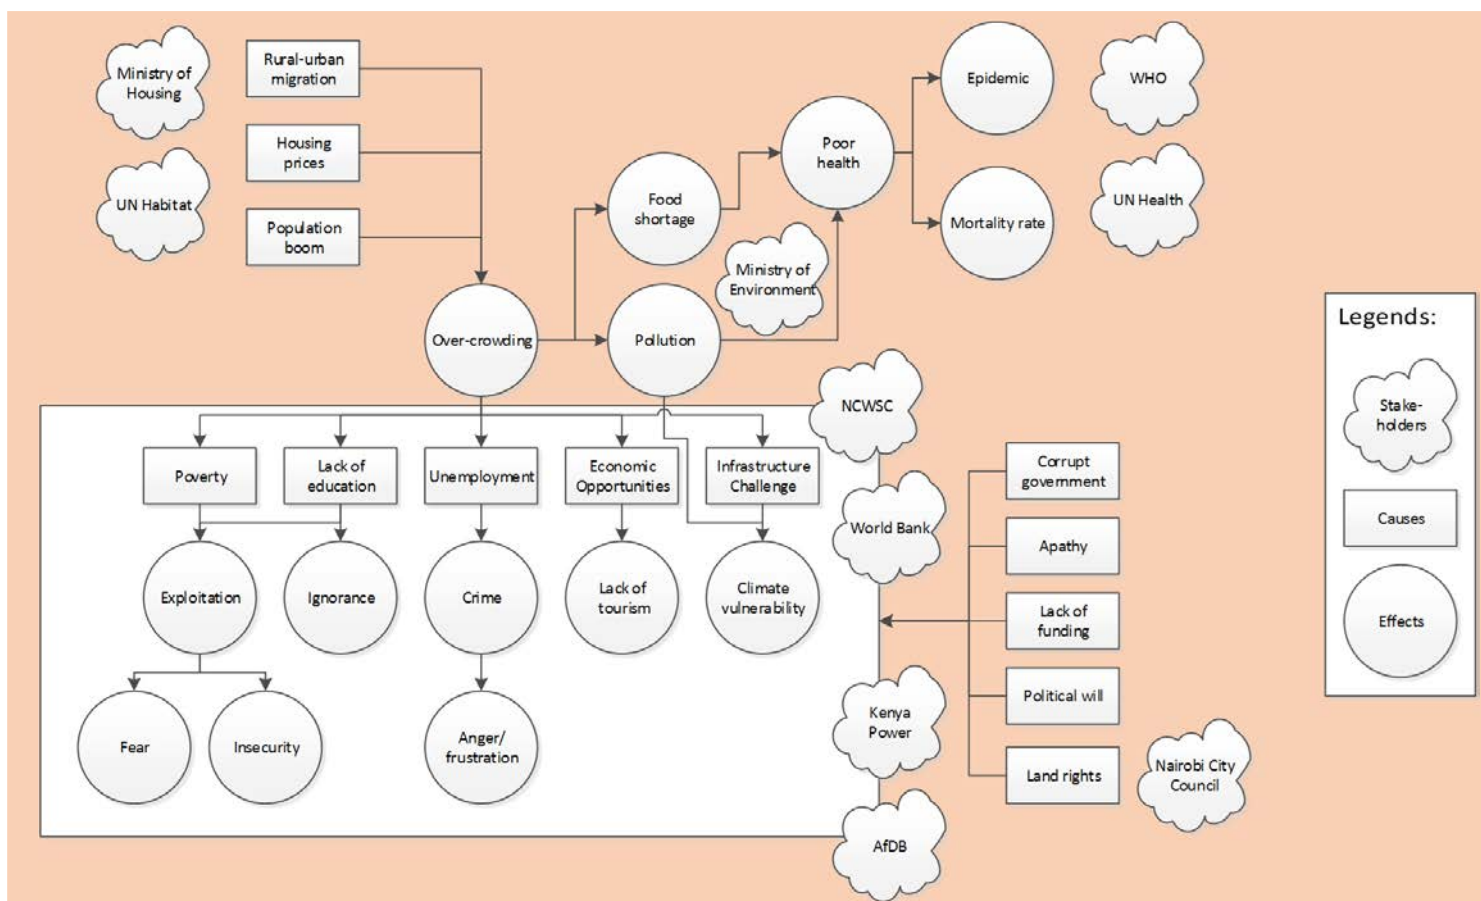 Ministry of
Housing
Rural-urban
migration
Epidemic
WHO
Housing
prices
Poor
health
UN Habitat
Food
shortage
UN Health
Population
boom
Mortality rate
Ministry of
Environment
Over-crowding
Pollution
Legends:
Stake-
holders
Causes
Effects
NCWSC
Poverty
Lack of
education
Unemployment
Economic
Opportunities
Infrastructure
Challenge
World Bank
Corrupt
government
Apathy
Exploitation
Ignorance
Crime
Lack of
tourism
Climate
vulnerability
Lack of
funding
Kenya
Power
Political will
Fear
Insecurity
Anger/
frustration
Land rights
Nairobi City
Council
AfDB